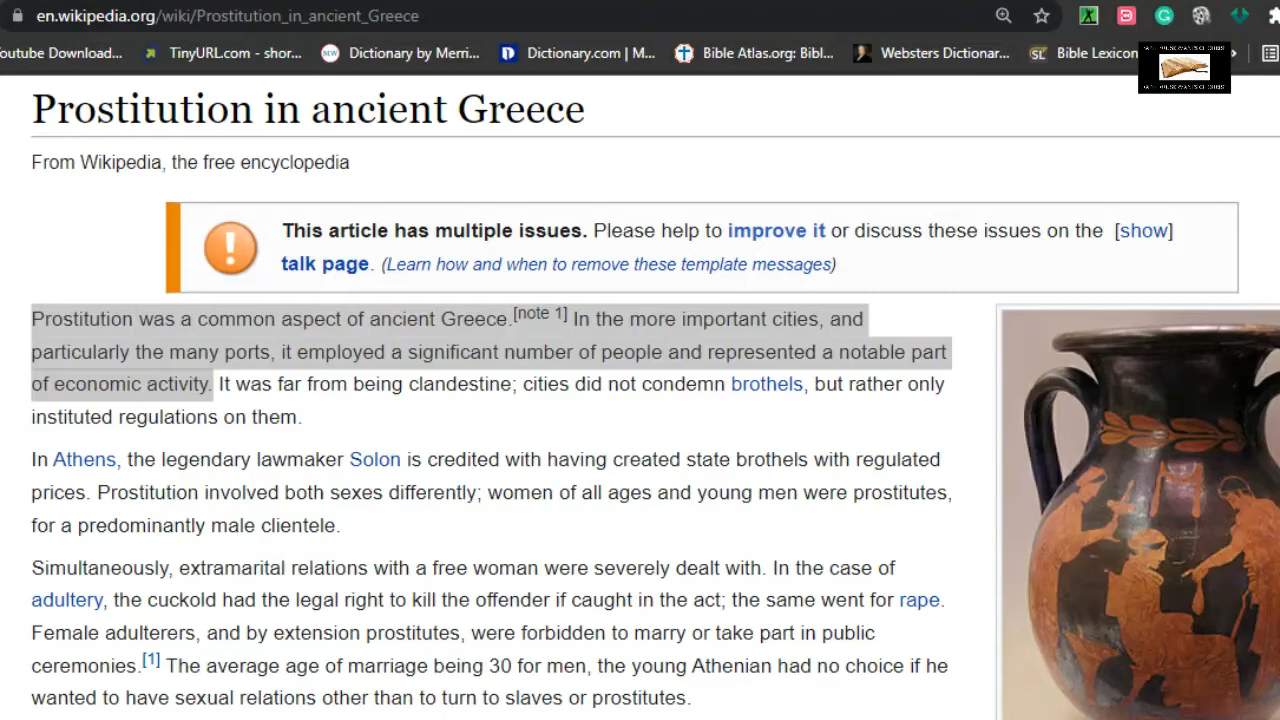 en.wikipedia.org/wiki/Prostitution_in_ancient_Greece
outube Download... TinyURL.com - shor... Dictionary by Merri... Dictionary.com | M... Bible Atlas.org: Bibl... Websters Dictionar... SL Bible Lexicon
Prostitution in ancient Greece
From Wikipedia, the free encyclopedia
This article has multiple issues. Please help to improve it or discuss these issues on the [show]
talk page. (Learn how and when to remove these template messages)
Prostitution was a common aspect of ancient Greece.[note 1] In the more important cities, and
particularly the many ports, it employed a significant number of people and represented a notable part
of economic activity. It was far from being clandestine; cities did not condemn brothels, but rather only
instituted regulations on them.
In Athens, the legendary lawmaker Solon is credited with having created state brothels with regulated
prices. Prostitution involved both sexes differently; women of all ages and young men were prostitutes,
for a predominantly male clientele.
Simultaneously, extramarital relations with a free woman were severely dealt with. In the case of
adultery, the cuckold had the legal right to kill the offender if caught in the act; the same went for rape.
Female adulterers, and by extension prostitutes, were forbidden to marry or take part in public
ceremonies.[1] The average age of marriage being 30 for men, the young Athenian had no choice if he
wanted to have sexual relations other than to turn to slaves or prostitutes.